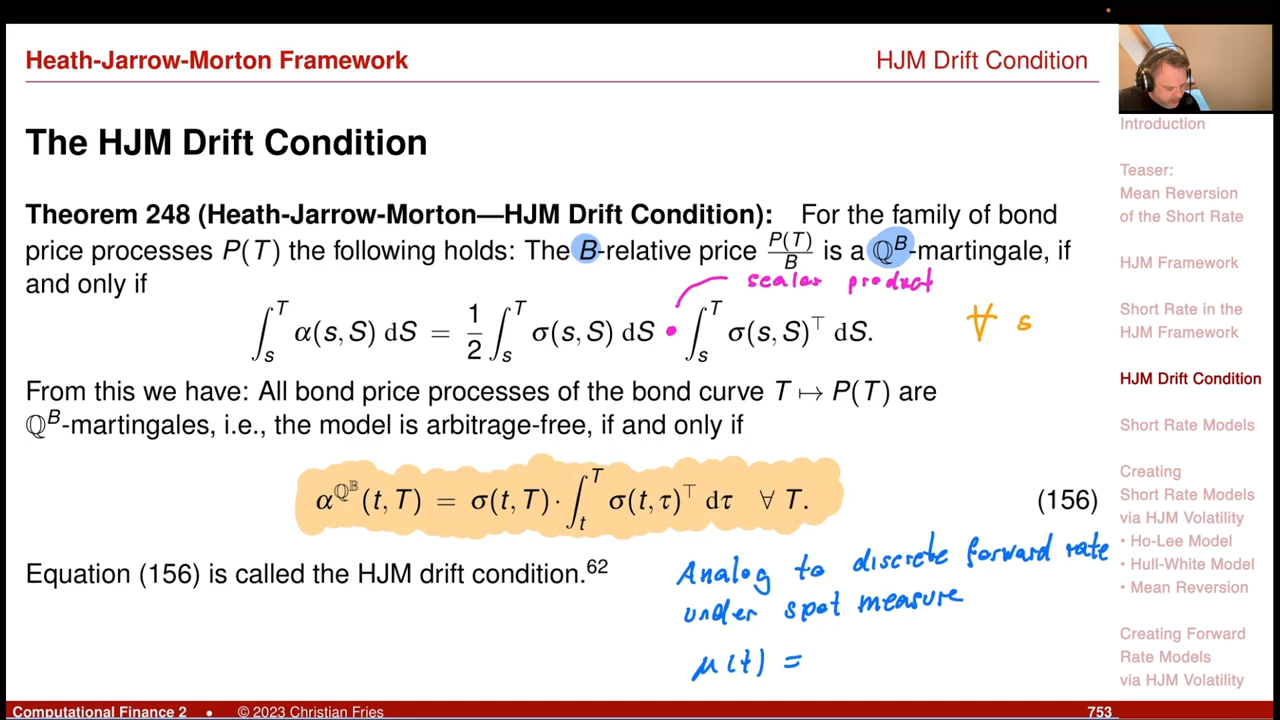 Heath-Jarrow-Morton Framework
HJM Drift Condition
The HJM Drift Condition
Theorem 248 (Heath-Jarrow-Morton—HJM Drift Condition): For the family of bond
price processes P(T) the following holds: The B-relative price P(T)/B is a ℚ^B-martingale, if
and only if
scalar product
∫_s^T α(s, S) dS = 1/2 ∫_s^T σ(s, S) dS • ∫_s^T σ(s, S)^⊤ dS. ∀ s
From this we have: All bond price processes of the bond curve T ↦ P(T) are
ℚ^B-martingales, i.e., the model is arbitrage-free, if and only if
α^{ℚ^𝔹}(t, T) = σ(t, T) · ∫_t^T σ(t, τ)^⊤ dτ ∀ T. (156)
Equation (156) is called the HJM drift condition.^62
Analog to discrete forward rate
under spot measure
μ(t) =
Introduction
Teaser:
Mean Reversion
of the Short Rate
HJM Framework
Short Rate in the
HJM Framework
HJM Drift Condition
Short Rate Models
Creating
Short Rate Models
via HJM Volatility
• Ho-Lee Model
• Hull-White Model
• Mean Reversion
Creating Forward
Rate Models
via HJM Volatility
Computational Finance 2 • © 2023 Christian Fries
753